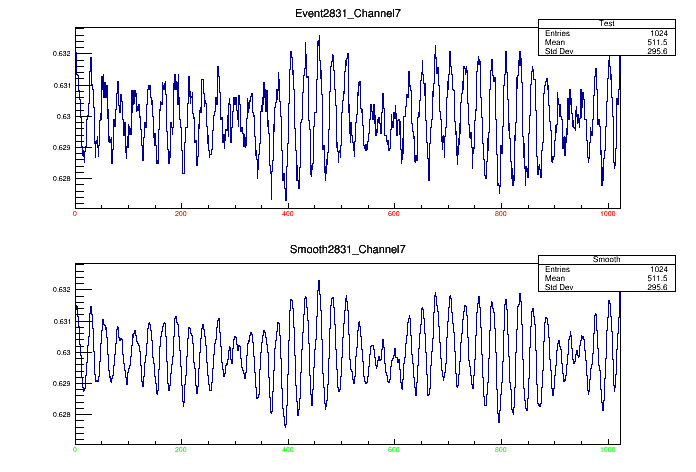 Event2831_Channel7
Test
Entries 1024
Mean 511.5
Std Dev 295.6
0.632
0.631
0.63
0.629
0.628
0 200 400 600 800 1000
Smooth2831_Channel7
Smooth
Entries 1024
Mean 511.5
Std Dev 295.6
0.632
0.631
0.63
0.629
0.628
0 200 400 600 800 1000